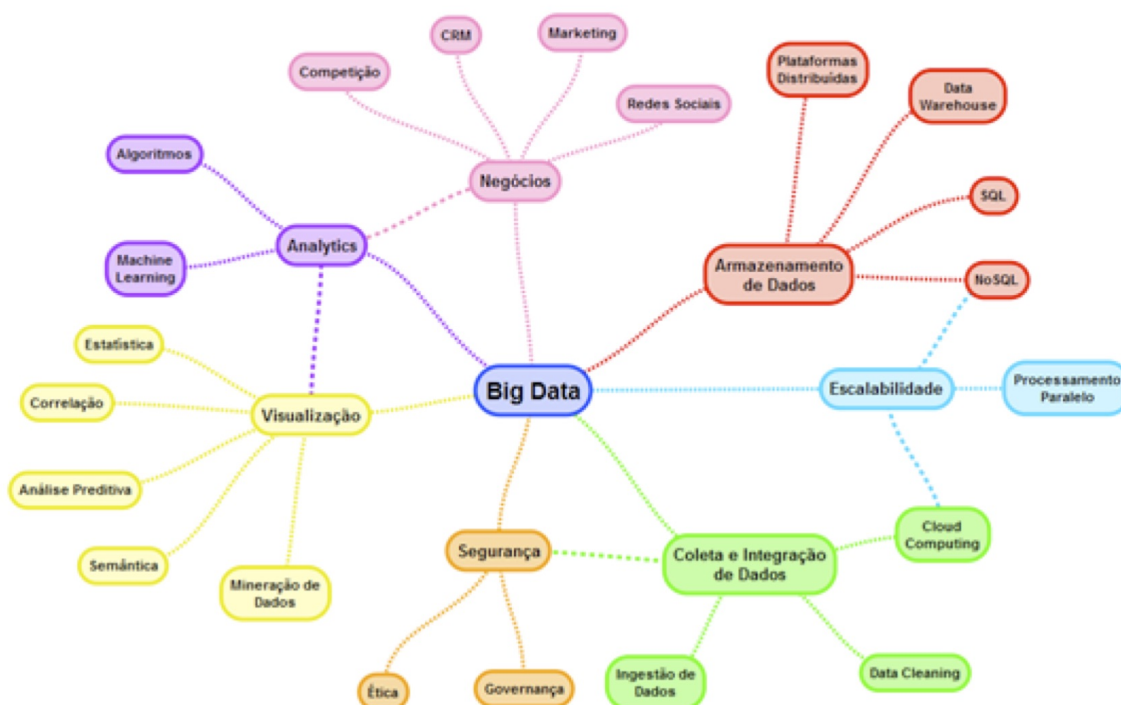 CRM
Marketing
Competição
Redes Sociais
Negócios
Plataformas
Distribuídas
Data
Warehouse
SQL
NoSQL
Armazenamento
de Dados
Algoritmos
Analytics
Machine
Learning
Estatística
Correlação
Visualização
Análise Preditiva
Semântica
Mineração de
Dados
Big Data
Escalabilidade
Processamento
Paralelo
Cloud
Computing
Segurança
Coleta e Integração
de Dados
Ética
Governança
Ingestão de
Dados
Data Cleaning